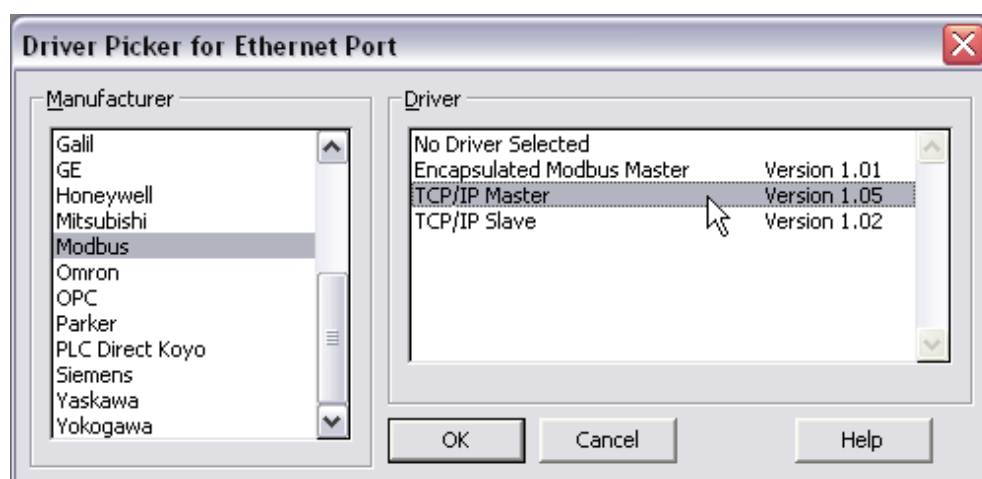 Driver Picker for Ethernet Port
Manufacturer
Galil
GE
Honeywell
Mitsubishi
Modbus
Omron
OPC
Parker
PLC Direct Koyo
Siemens
Yaskawa
Yokogawa
Driver
No Driver Selected
Encapsulated Modbus Master Version 1.01
TCP/IP Master Version 1.05
TCP/IP Slave Version 1.02
OK Cancel Help